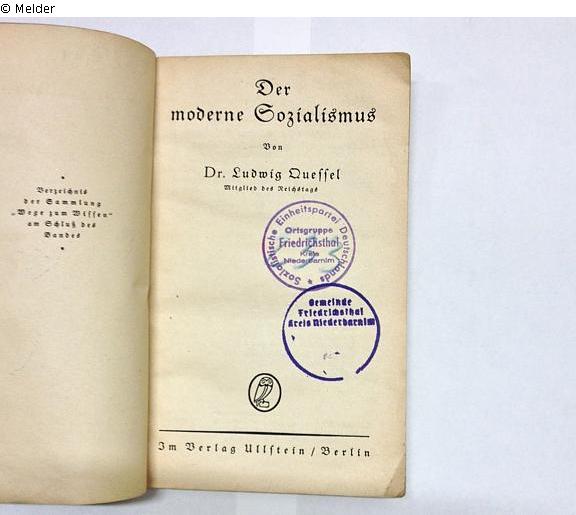 © Melder
Verzeichnis
der Sammlung
„Wege zum Wissen“
am Schluß des
Bandes
Der
moderne Sozialismus
Von
Dr. Ludwig Quessel
Mitglied des Reichstags
Sozialistische Einheitspartei Deutschlands *
Ortsgruppe
Friedrichsthal
Kreis
Niederbarnim
Gemeinde
Friedrichsthal
Kreis Niederbarnim
Im Verlag Ullstein / Berlin